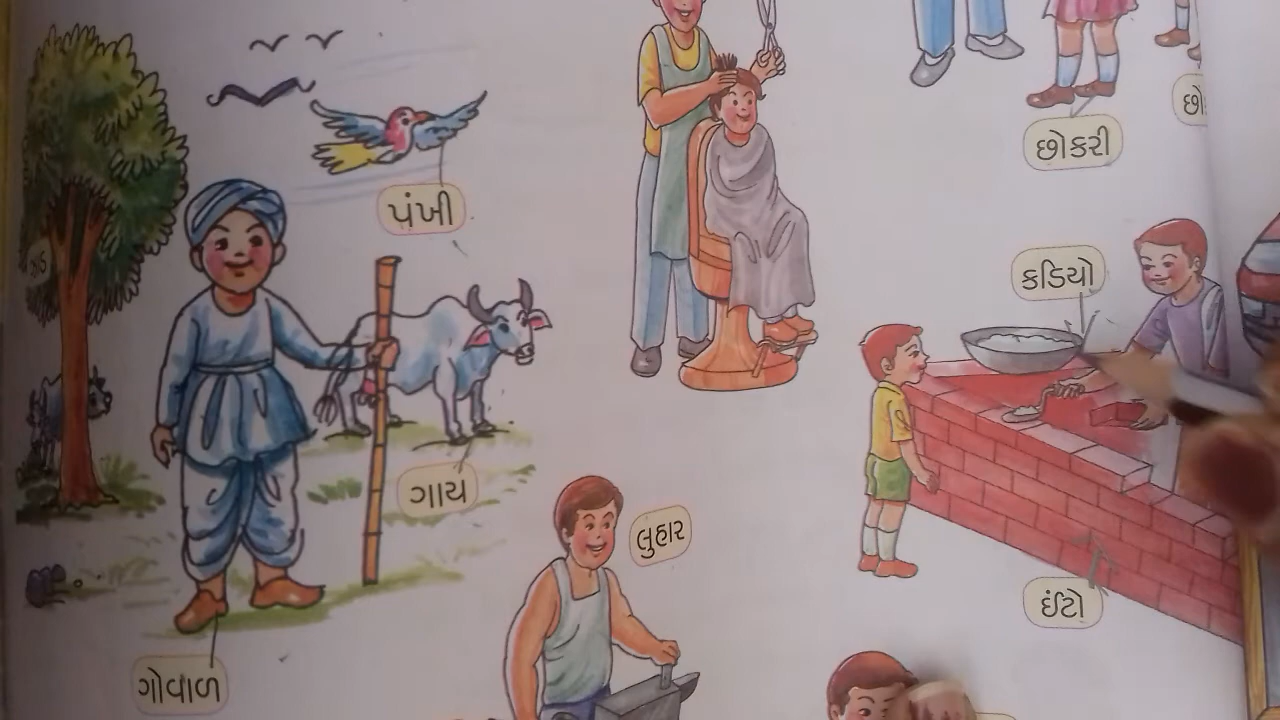 છોકરી
પંખી
ઝાડ
કડિયો
ગાય
લુહાર
ઈંટો
ગોવાળ